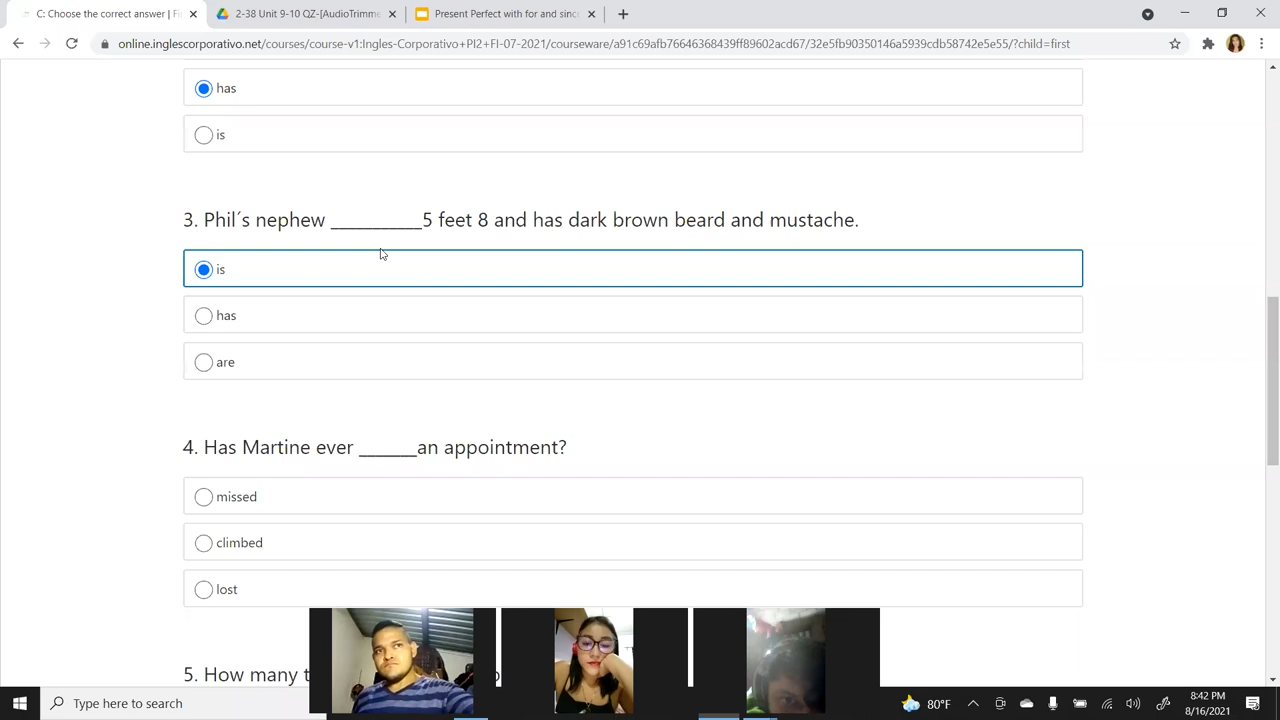 C: Choose the correct answer | Fi
2-38 Unit 9-10 QZ-[AudioTrimme
Present Perfect with for and sinc
online.inglescorporativo.net/courses/course-v1:Ingles-Corporativo+PI2+FI-07-2021/courseware/a91c69afb76646368439ff89602acd67/32e5fb90350146a5939cdb58742e5e55/?child=first
has
is
3. Phil´s nephew ___________5 feet 8 and has dark brown beard and mustache.
is
has
are
4. Has Martine ever ______an appointment?
missed
climbed
lost
5. How many t
Type here to search
80°F
8:42 PM
8/16/2021